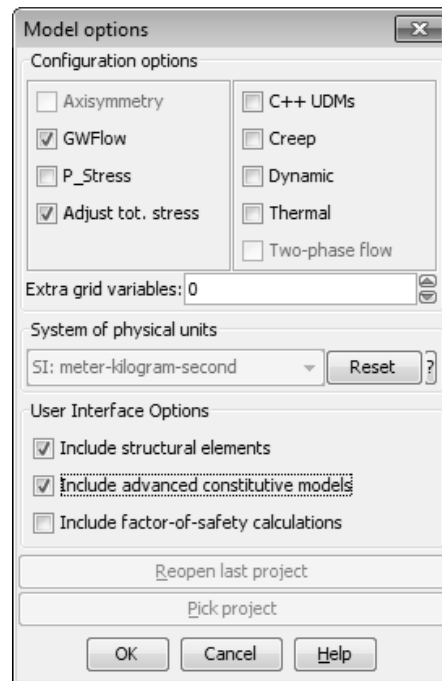 Model options
Configuration options
Axisymmetry
GWFlow
P_Stress
Adjust tot. stress
C++ UDMs
Creep
Dynamic
Thermal
Two-phase flow
Extra grid variables: 0
System of physical units
SI: meter-kilogram-second
Reset
?
User Interface Options
Include structural elements
Include advanced constitutive models
Include factor-of-safety calculations
Reopen last project
Pick project
OK Cancel Help